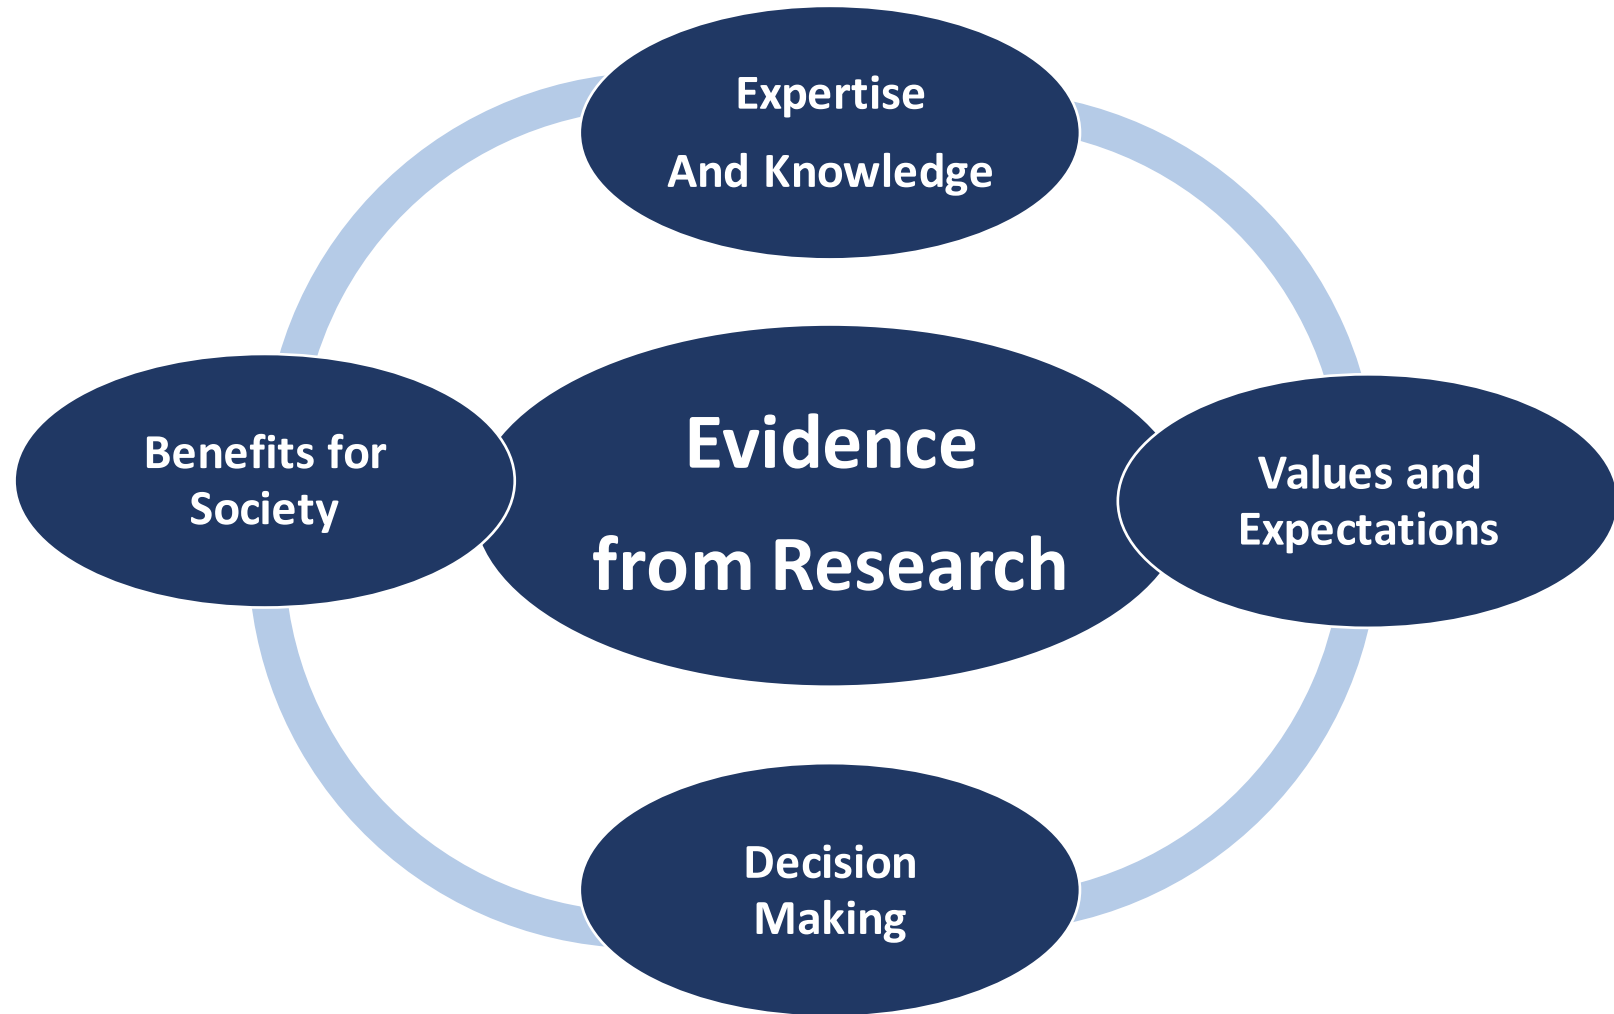 Expertise
And Knowledge
Evidence
from Research
Benefits for
Society
Values and
Expectations
Decision
Making